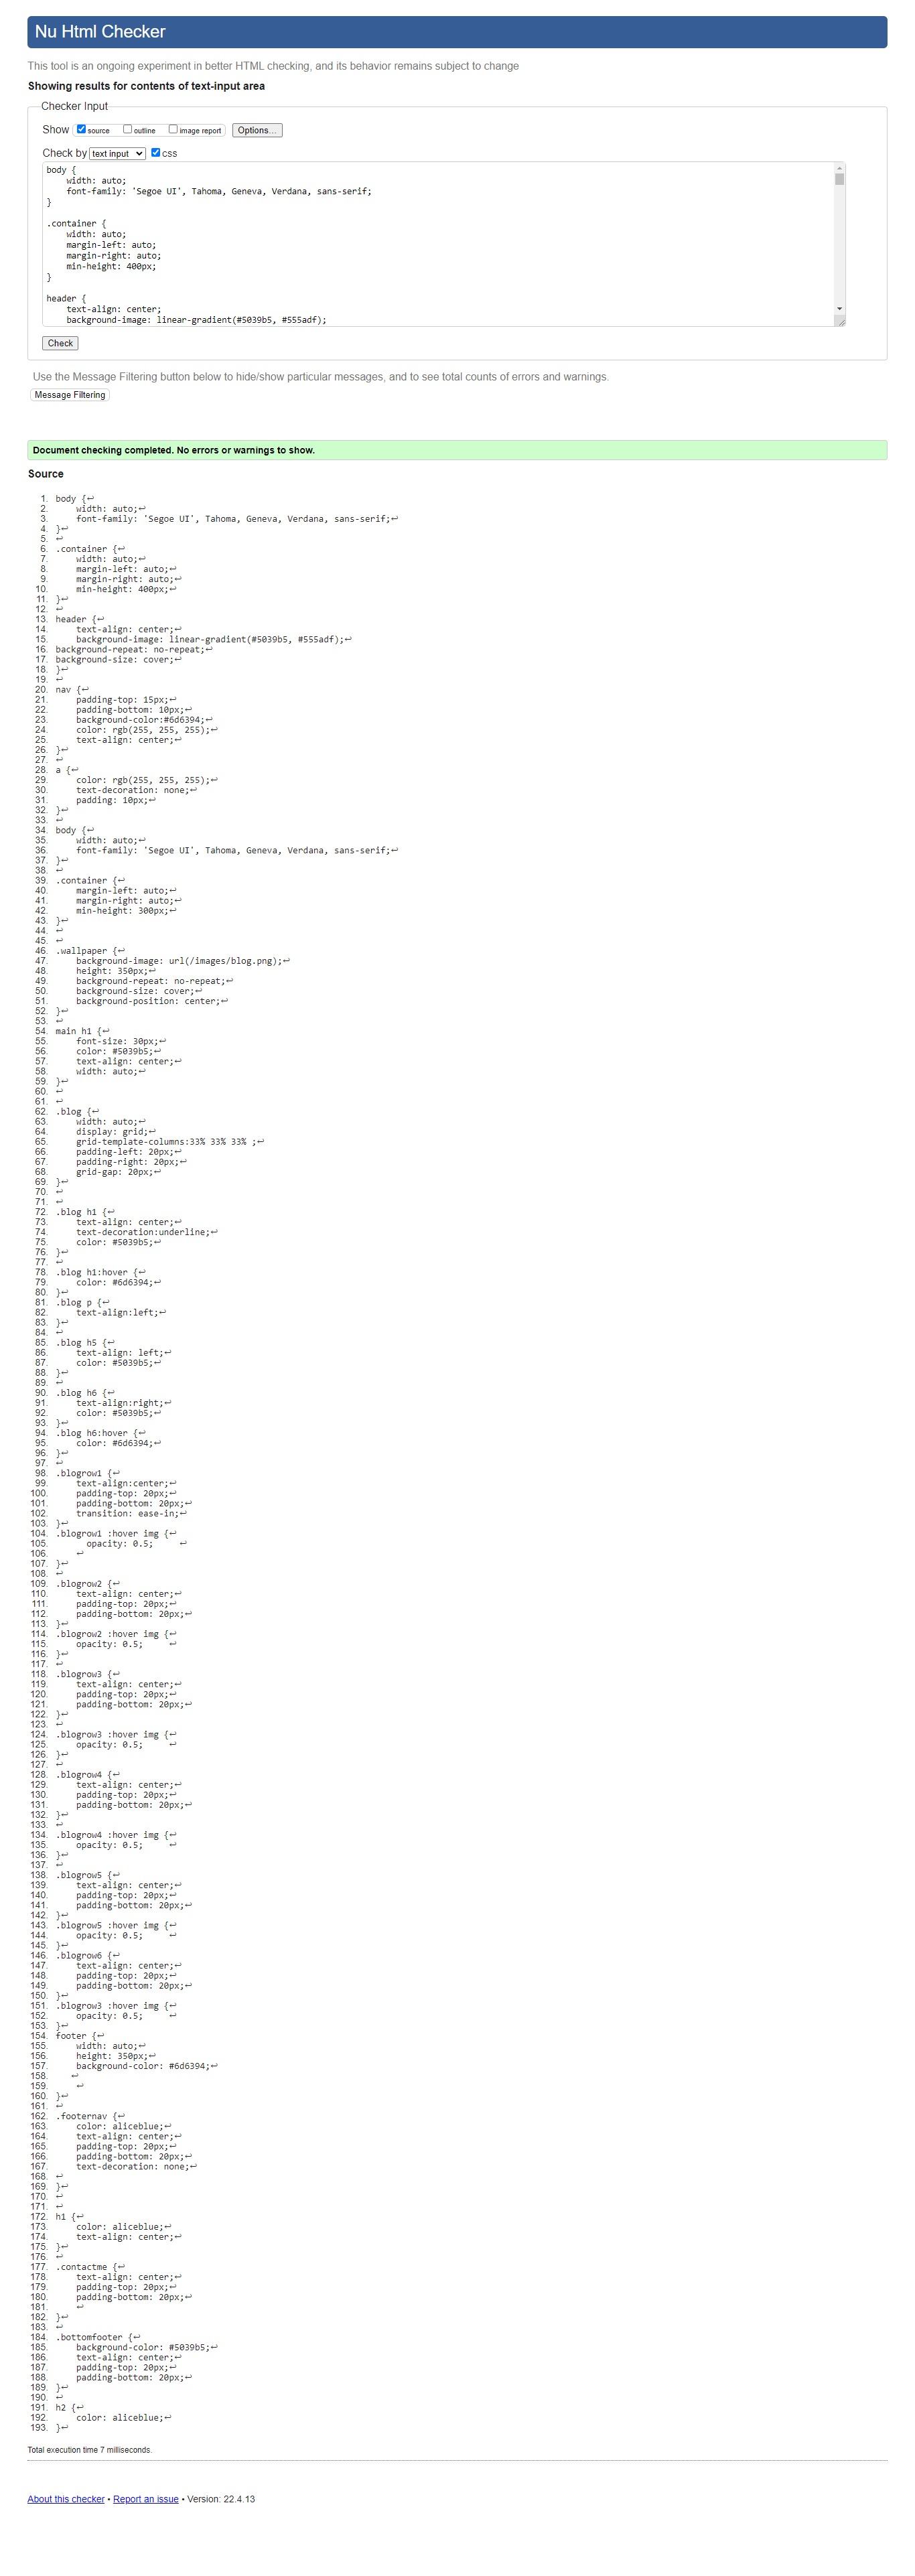 Nu Html Checker
This tool is an ongoing experiment in better HTML checking, and its behavior remains subject to change
Showing results for contents of text-input area
Checker Input
Show source outline image report Options...
Check by text input css
body {
    width: auto;
    font-family: 'Segoe UI', Tahoma, Geneva, Verdana, sans-serif;
}

.container {
    width: auto;
    margin-left: auto;
    margin-right: auto;
    min-height: 400px;
}

header {
    text-align: center;
    background-image: linear-gradient(#5039b5, #555adf);
Check
Use the Message Filtering button below to hide/show particular messages, and to see total counts of errors and warnings.
Message Filtering
Document checking completed. No errors or warnings to show.
Source
1. body {↩
2.     width: auto;↩
3.     font-family: 'Segoe UI', Tahoma, Geneva, Verdana, sans-serif;↩
4. }↩
5. ↩
6. .container {↩
7.     width: auto;↩
8.     margin-left: auto;↩
9.     margin-right: auto;↩
10.     min-height: 400px;↩
11. }↩
12. ↩
13. header {↩
14.     text-align: center;↩
15.     background-image: linear-gradient(#5039b5, #555adf);↩
16. background-repeat: no-repeat;↩
17. background-size: cover;↩
18. }↩
19. ↩
20. nav {↩
21.     padding-top: 15px;↩
22.     padding-bottom: 10px;↩
23.     background-color:#6d6394;↩
24.     color: rgb(255, 255, 255);↩
25.     text-align: center;↩
26. }↩
27. ↩
28. a {↩
29.     color: rgb(255, 255, 255);↩
30.     text-decoration: none;↩
31.     padding: 10px;↩
32. }↩
33. ↩
34. body {↩
35.     width: auto;↩
36.     font-family: 'Segoe UI', Tahoma, Geneva, Verdana, sans-serif;↩
37. }↩
38. ↩
39. .container {↩
40.     margin-left: auto;↩
41.     margin-right: auto;↩
42.     min-height: 300px;↩
43. }↩
44. ↩
45. ↩
46. .wallpaper {↩
47.     background-image: url(/images/blog.png);↩
48.     height: 350px;↩
49.     background-repeat: no-repeat;↩
50.     background-size: cover;↩
51.     background-position: center;↩
52. }↩
53. ↩
54. main h1 {↩
55.     font-size: 30px;↩
56.     color: #5039b5;↩
57.     text-align: center;↩
58.     width: auto;↩
59. }↩
60. ↩
61. ↩
62. .blog {↩
63.     width: auto;↩
64.     display: grid;↩
65.     grid-template-columns:33% 33% 33% ;↩
66.     padding-left: 20px;↩
67.     padding-right: 20px;↩
68.     grid-gap: 20px;↩
69. }↩
70. ↩
71. ↩
72. .blog h1 {↩
73.     text-align: center;↩
74.     text-decoration:underline;↩
75.     color: #5039b5;↩
76. }↩
77. ↩
78. .blog h1:hover {↩
79.     color: #6d6394;↩
80. }↩
81. .blog p {↩
82.     text-align:left;↩
83. }↩
84. ↩
85. .blog h5 {↩
86.     text-align: left;↩
87.     color: #5039b5;↩
88. }↩
89. ↩
90. .blog h6 {↩
91.     text-align:right;↩
92.     color: #5039b5;↩
93. }↩
94. .blog h6:hover {↩
95.     color: #6d6394;↩
96. }↩
97. ↩
98. .blogrow1 {↩
99.     text-align:center;↩
100.     padding-top: 20px;↩
101.     padding-bottom: 20px;↩
102.     transition: ease-in;↩
103. }↩
104. .blogrow1 :hover img {↩
105.       opacity: 0.5;     ↩
106.     ↩
107. }↩
108. ↩
109. .blogrow2 {↩
110.     text-align: center;↩
111.     padding-top: 20px;↩
112.     padding-bottom: 20px;↩
113. }↩
114. .blogrow2 :hover img {↩
115.     opacity: 0.5;     ↩
116. }↩
117. ↩
118. .blogrow3 {↩
119.     text-align: center;↩
120.     padding-top: 20px;↩
121.     padding-bottom: 20px;↩
122. }↩
123. ↩
124. .blogrow3 :hover img {↩
125.     opacity: 0.5;     ↩
126. }↩
127. ↩
128. .blogrow4 {↩
129.     text-align: center;↩
130.     padding-top: 20px;↩
131.     padding-bottom: 20px;↩
132. }↩
133. ↩
134. .blogrow4 :hover img {↩
135.     opacity: 0.5;     ↩
136. }↩
137. ↩
138. .blogrow5 {↩
139.     text-align: center;↩
140.     padding-top: 20px;↩
141.     padding-bottom: 20px;↩
142. }↩
143. .blogrow5 :hover img {↩
144.     opacity: 0.5;     ↩
145. }↩
146. .blogrow6 {↩
147.     text-align: center;↩
148.     padding-top: 20px;↩
149.     padding-bottom: 20px;↩
150. }↩
151. .blogrow3 :hover img {↩
152.     opacity: 0.5;     ↩
153. }↩
154. footer {↩
155.     width: auto;↩
156.     height: 350px;↩
157.     background-color: #6d6394;↩
158.    ↩
159.     ↩
160. }↩
161. ↩
162. .footernav {↩
163.     color: aliceblue;↩
164.     text-align: center;↩
165.     padding-top: 20px;↩
166.     padding-bottom: 20px;↩
167.     text-decoration: none;↩
168. ↩
169. }↩
170. ↩
171. ↩
172. h1 {↩
173.     color: aliceblue;↩
174.     text-align: center;↩
175. }↩
176. ↩
177. .contactme {↩
178.     text-align: center;↩
179.     padding-top: 20px;↩
180.     padding-bottom: 20px;↩
181.     ↩
182. }↩
183. ↩
184. .bottomfooter {↩
185.     background-color: #5039b5;↩
186.     text-align: center;↩
187.     padding-top: 20px;↩
188.     padding-bottom: 20px;↩
189. }↩
190. ↩
191. h2 {↩
192.     color: aliceblue;↩
193. }↩
Total execution time 7 milliseconds.
About this checker • Report an issue • Version: 22.4.13